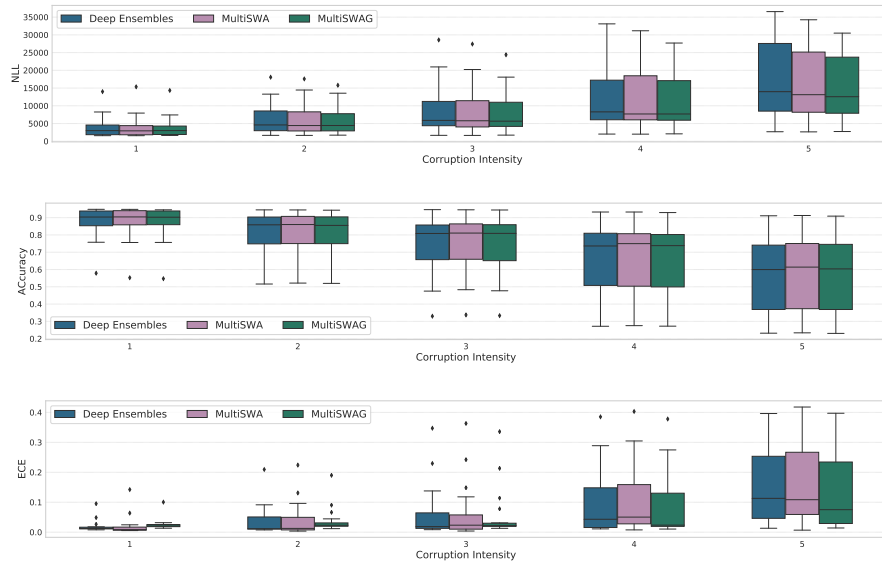 Deep Ensembles MultiSWA MultiSWAG
35000
30000
25000
20000
15000
10000
5000
0
NLL
1 2 3 4 5
Corruption Intensity
0.9
0.8
0.7
0.6
0.5
0.4
0.3
0.2
ACcuracy
Deep Ensembles MultiSWA MultiSWAG
1 2 3 4 5
Corruption Intensity
Deep Ensembles MultiSWA MultiSWAG
0.4
0.3
0.2
0.1
0.0
ECE
1 2 3 4 5
Corruption Intensity